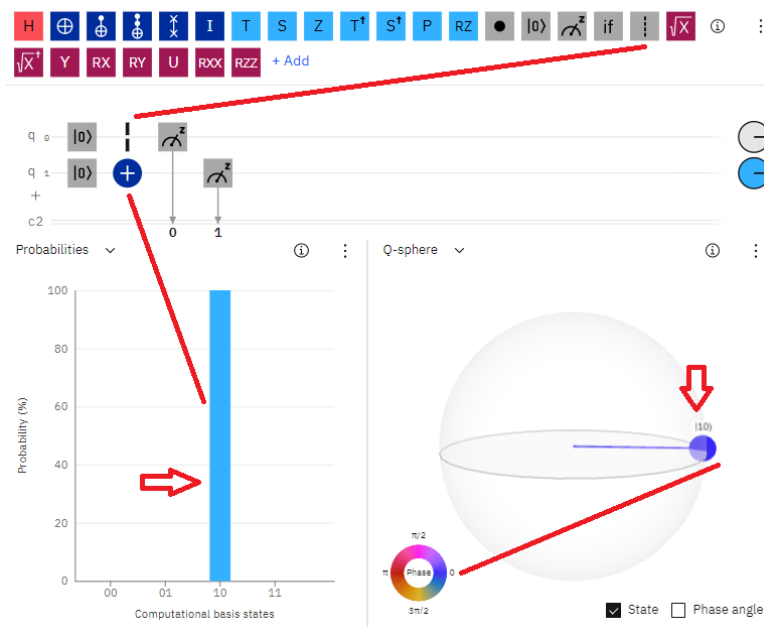 H I T S Z T† S† P RZ |0⟩ z if √X i
√X† Y RX RY U RXX RZZ + Add
q 0 |0⟩ z
q 1 |0⟩ + z
+
c2 0 1
Probabilities i
Q-sphere i
100
80
60
40
20
0
Probability (%)
00 01 10 11
Computational basis states
|10⟩
π/2
π Phase 0
3π/2
State Phase angle